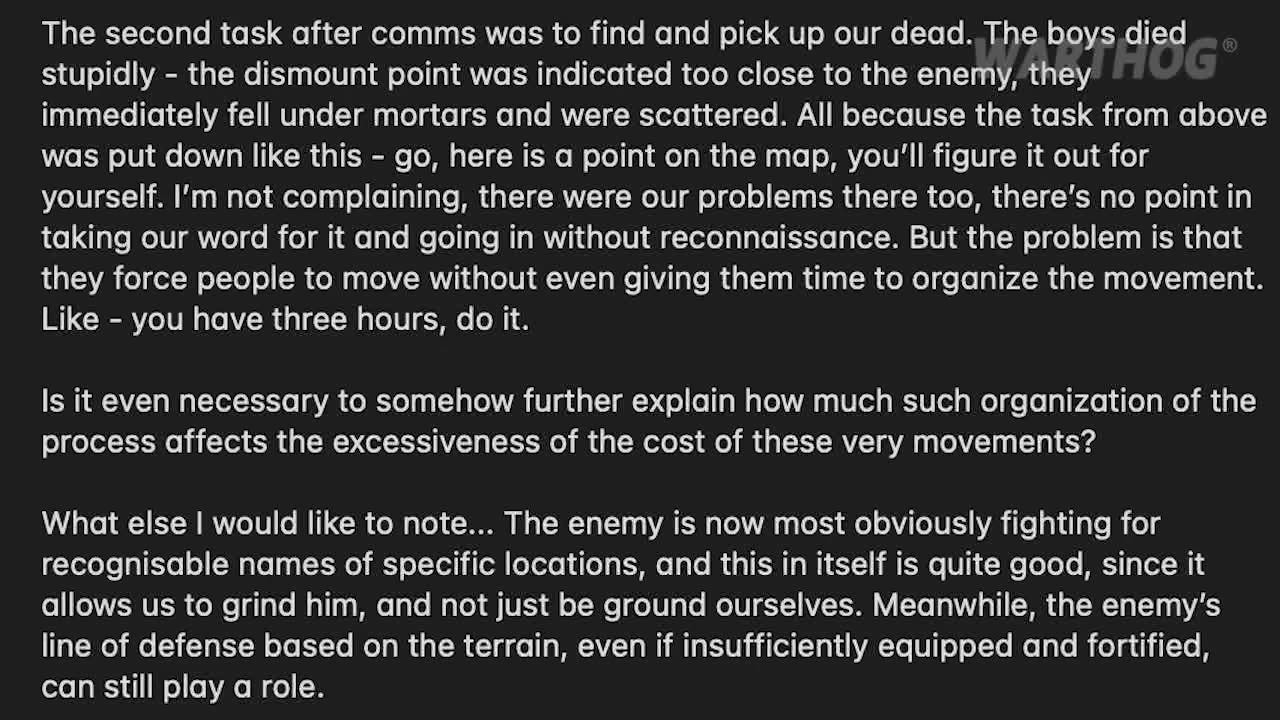 The second task after comms was to find and pick up our dead. The boys died
WARTHOG®
stupidly - the dismount point was indicated too close to the enemy, they
immediately fell under mortars and were scattered. All because the task from above
was put down like this - go, here is a point on the map, you’ll figure it out for
yourself. I’m not complaining, there were our problems there too, there’s no point in
taking our word for it and going in without reconnaissance. But the problem is that
they force people to move without even giving them time to organize the movement.
Like - you have three hours, do it.
Is it even necessary to somehow further explain how much such organization of the
process affects the excessiveness of the cost of these very movements?
What else I would like to note... The enemy is now most obviously fighting for
recognisable names of specific locations, and this in itself is quite good, since it
allows us to grind him, and not just be ground ourselves. Meanwhile, the enemy’s
line of defense based on the terrain, even if insufficiently equipped and fortified,
can still play a role.